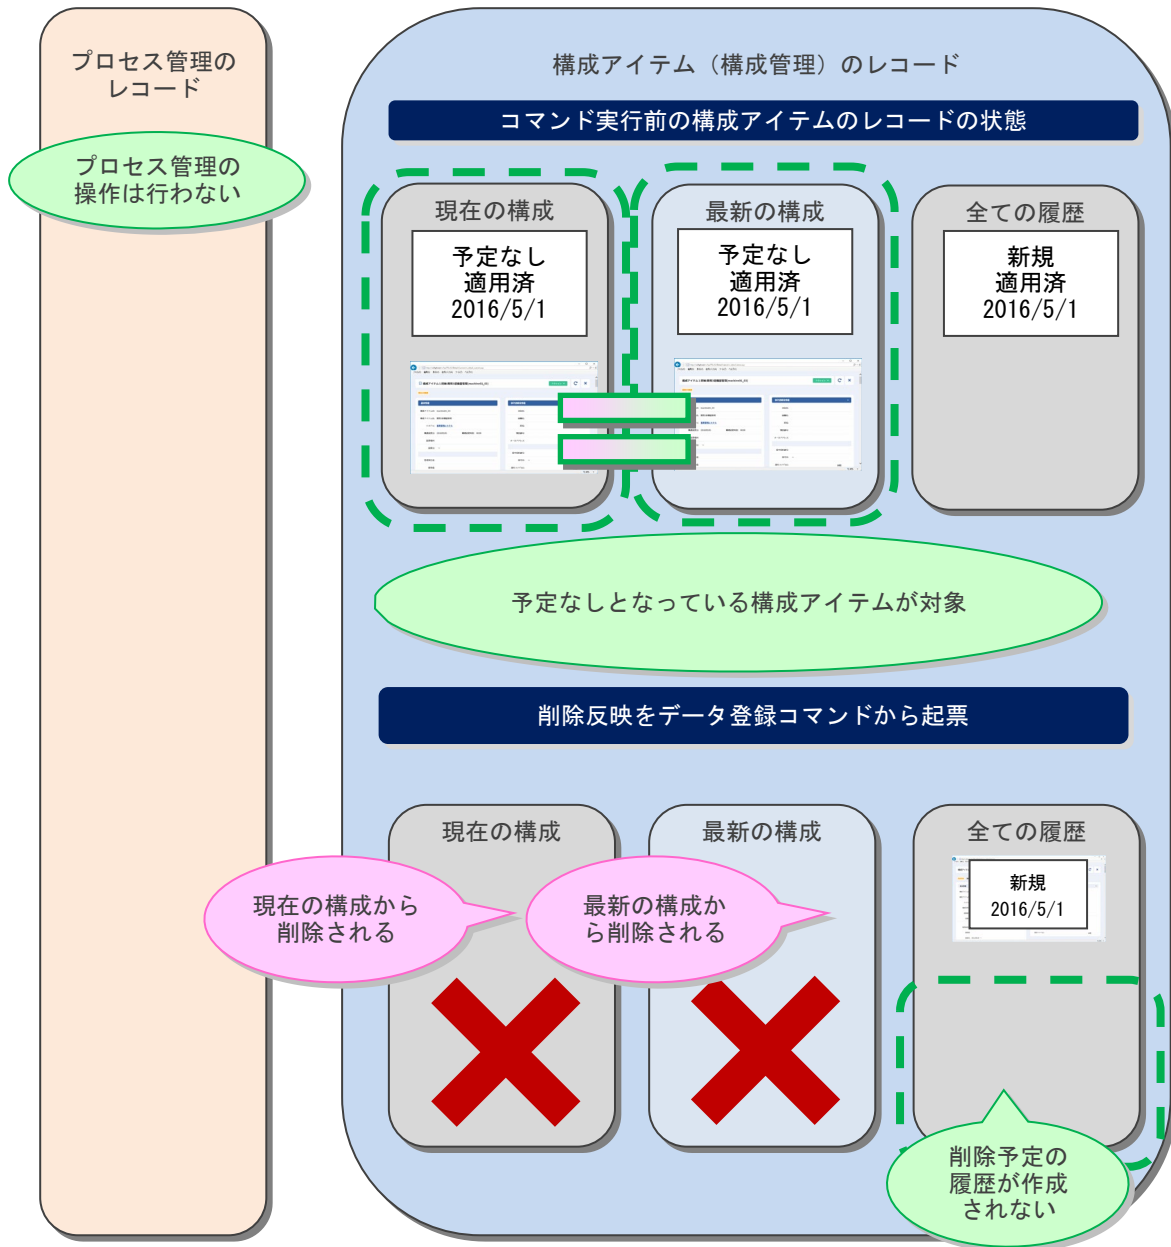 プロセス管理の
レコード
プロセス管理の
操作は行わない
構成アイテム（構成管理）のレコード
コマンド実行前の構成アイテムのレコードの状態
現在の構成
予定なし
適用済
2016/5/1
最新の構成
予定なし
適用済
2016/5/1
全ての履歴
新規
適用済
2016/5/1
予定なしとなっている構成アイテムが対象
削除反映をデータ登録コマンドから起票
現在の構成
現在の構成から
削除される
最新の構成
最新の構成か
ら削除される
全ての履歴
新規
2016/5/1
削除予定の
履歴が作成
されない